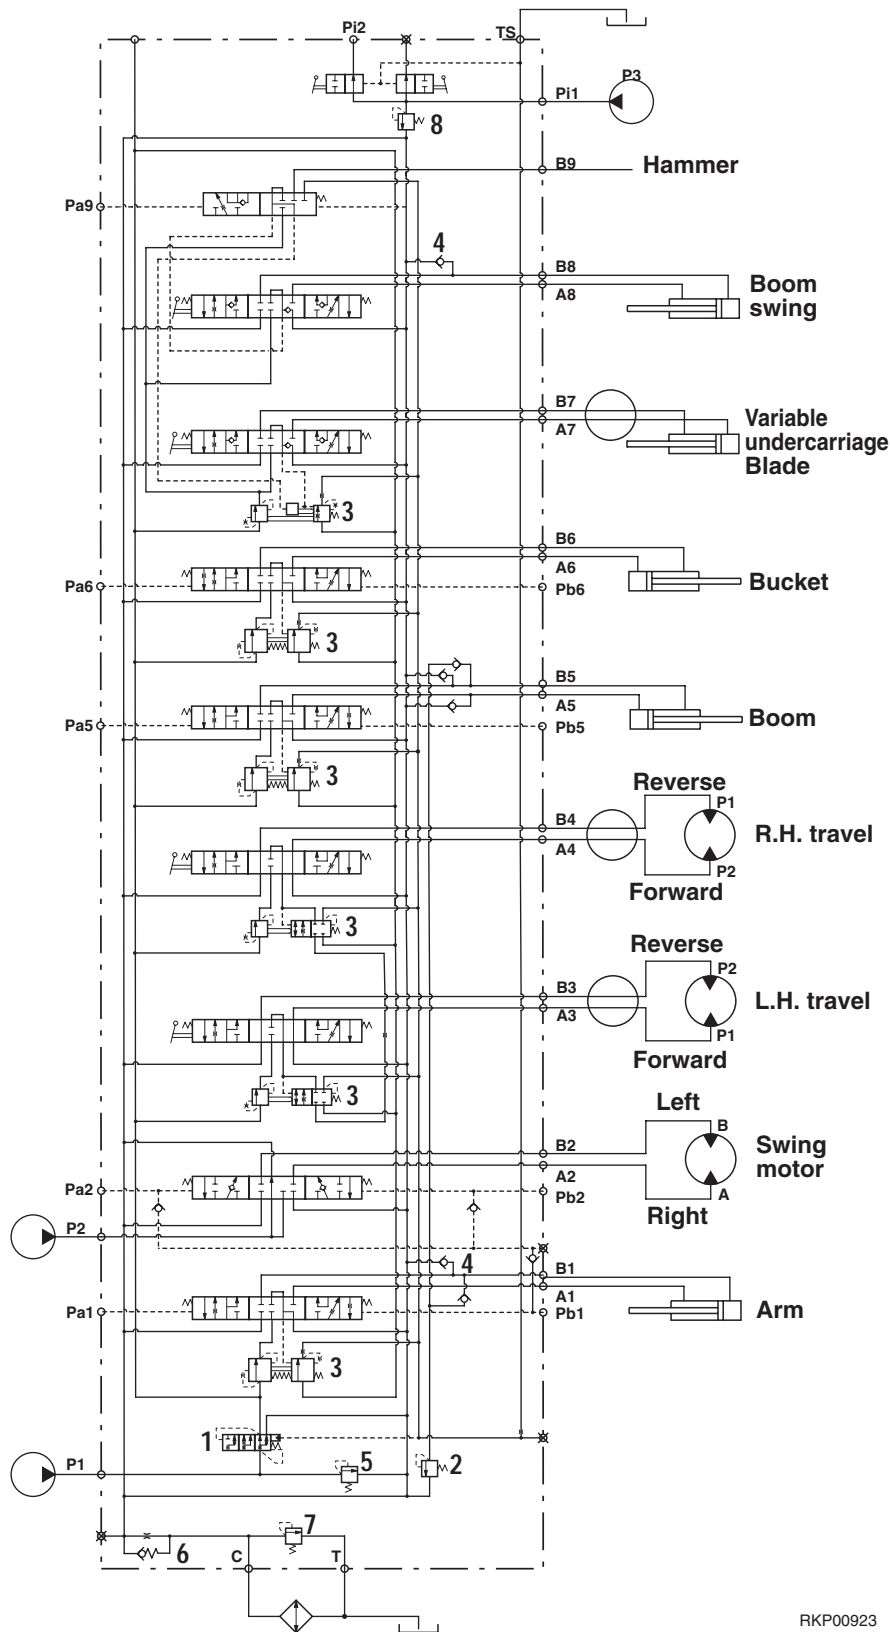 Pi2
TS
P3
Pi1
8
B9
Hammer
Pa9
4
B8
A8
Boom
swing
B7
A7
Variable
undercarriage
Blade
3
B6
A6
Pa6
Pb6
Bucket
3
B5
A5
Pa5
Pb5
Boom
3
Reverse
P1
B4
A4
R.H. travel
P2
Forward
3
Reverse
P2
B3
A3
L.H. travel
P1
Forward
3
Left
B
B2
A2
Swing
motor
Pa2
Pb2
A
Right
P2
4
B1
A1
Pa1
Pb1
Arm
3
1
P1
5
2
7
6
C
T
RKP00923